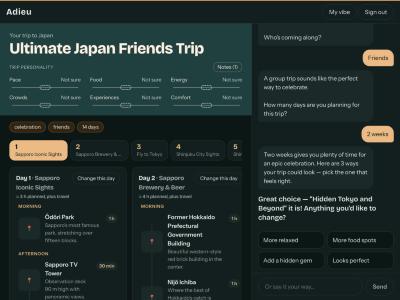 Adieu
My vibe
Sign out
Your trip to Japan
Ultimate Japan Friends Trip
TRIP PERSONALITY
Notes (1)
Pace
Not sure
Food
Not sure
Energy
Not sure
Crowds
Not sure
Experiences
Not sure
Comfort
Not sure
celebration
friends
14 days
1
Sapporo Iconic Sights
2
Sapporo Brewery &...
3
Fly to Tokyo
4
Shinjuku City Sights
5
Day 1 · Sapporo
Iconic Sights
Change this day
Day 2 · Sapporo
Brewery & Beer
Change this day
MORNING
Ōdōri Park
1h
Sapporo's most famous
park, stretching over
fifteen blocks.
AFTERNOON
Sapporo TV
Tower
30 min
Observation deck
90 m high with
MORNING
Former Hokkaido
Prefectural
Government
Building
1h
Beautiful western-style
red brick building in the
center.
Nijō Ichiba
1h
Where the best of
Who's coming along?
Friends
A group trip sounds like the perfect
way to celebrate.
How many days are you planning for
this trip?
2 weeks
Two weeks gives you plenty of time for
an epic celebration. Here are 3 ways
your trip could look — pick the one that
feels right.
Great choice — "Hidden Tokyo and
Beyond" it is! Anything you'd like to
change?
More relaxed
More food spots
Add a hidden gem
Looks perfect
Or say it your way...
Send